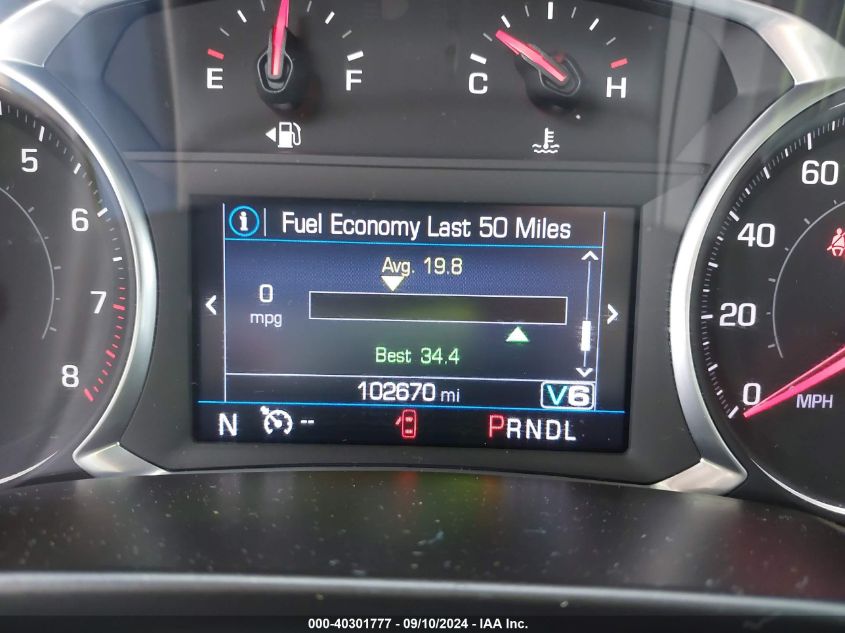 E F
C H
5
6
7
8
60
40
20
0
MPH
Fuel Economy Last 50 Miles
Avg. 19.8
0
mpg
Best 34.4
102670 mi
V6
N -- PRNDL
000-40301777 - 09/10/2024 - IAA Inc.